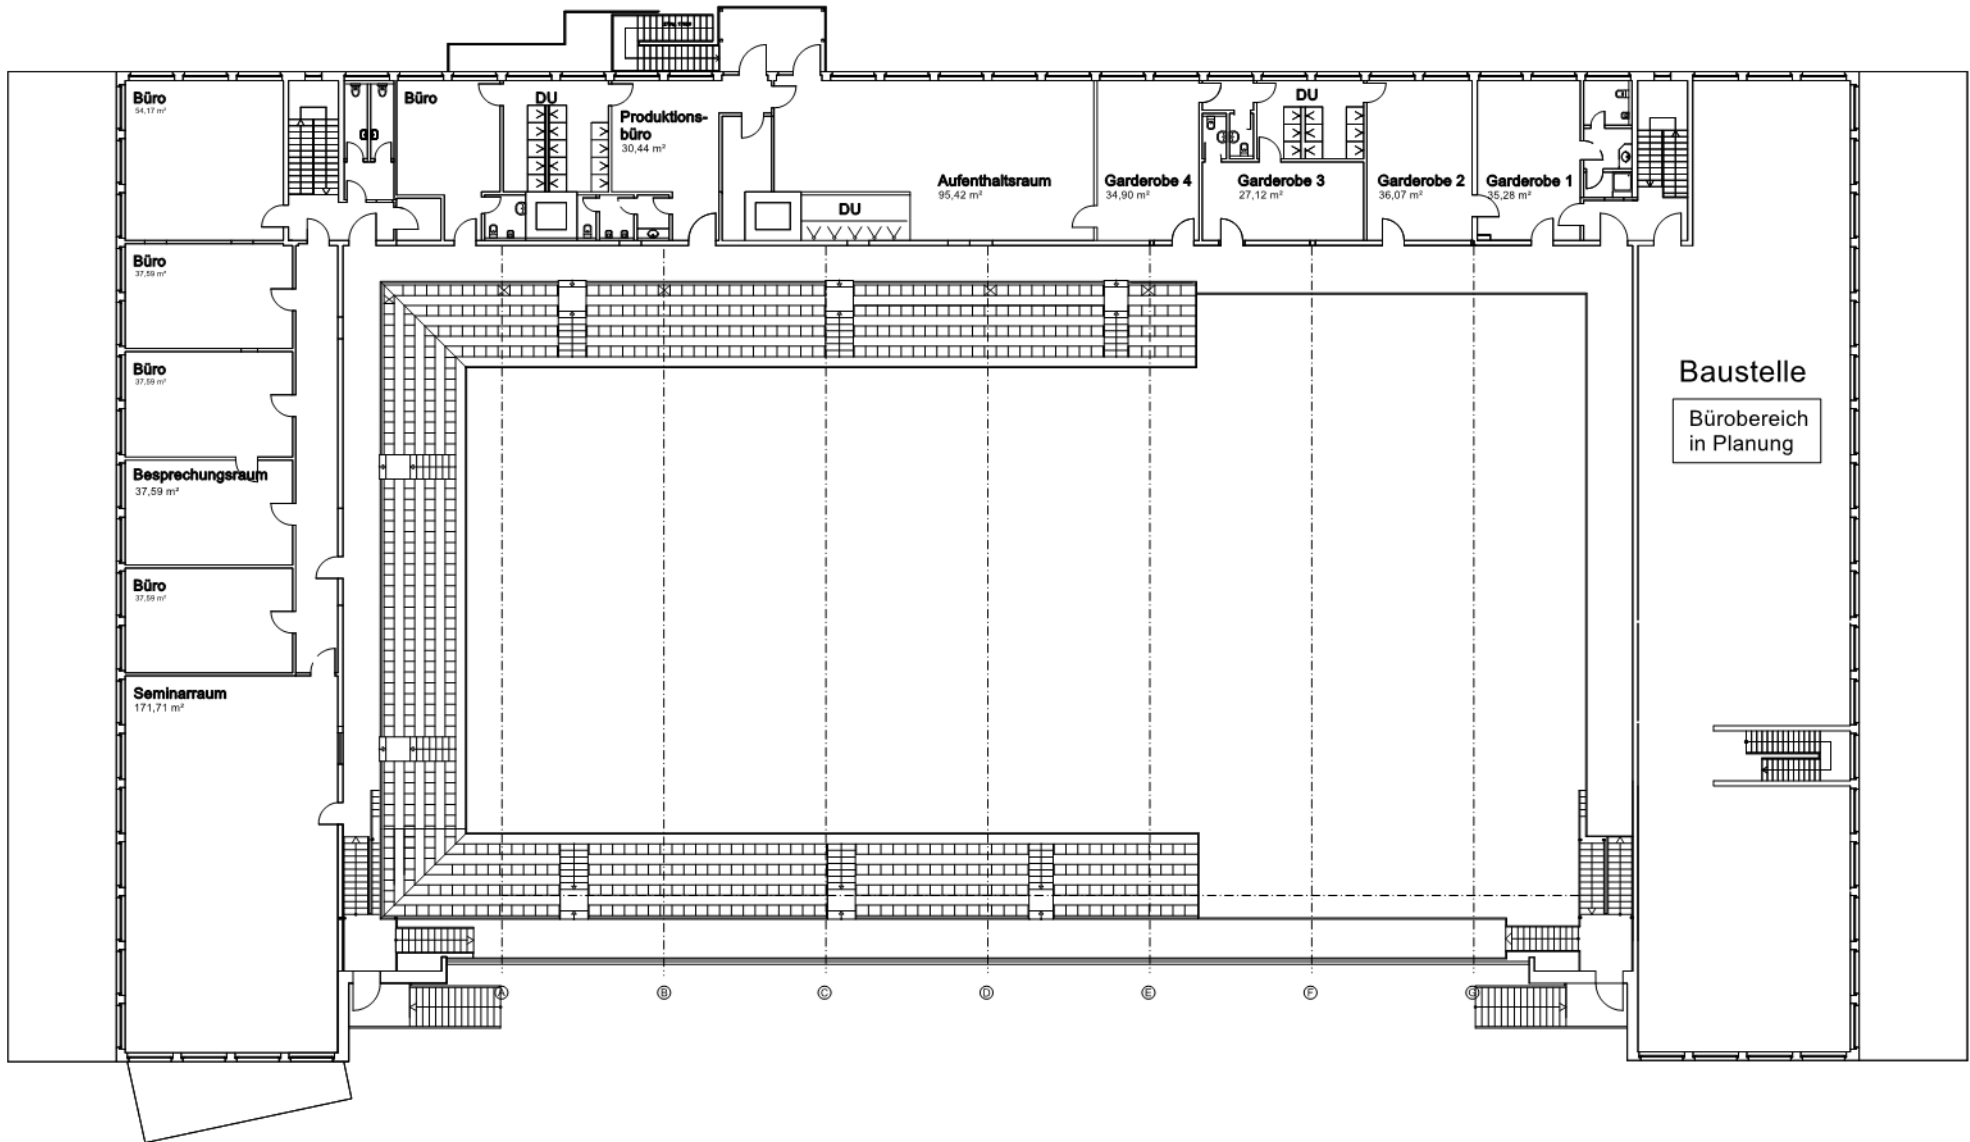 Büro
54,17 m²
Büro
DU
Produktions-
büro
30,44 m²
DU
Aufenthaltsraum
95,42 m²
Garderobe 4
34,90 m²
DU
Garderobe 3
27,12 m²
Garderobe 2
36,07 m²
Garderobe 1
35,28 m²
Büro
37,59 m²
Büro
37,59 m²
Besprechungsraum
37,59 m²
Büro
37,59 m²
Seminarraum
171,71 m²
Baustelle
Bürobereich
in Planung
A
B
C
D
E
F
G